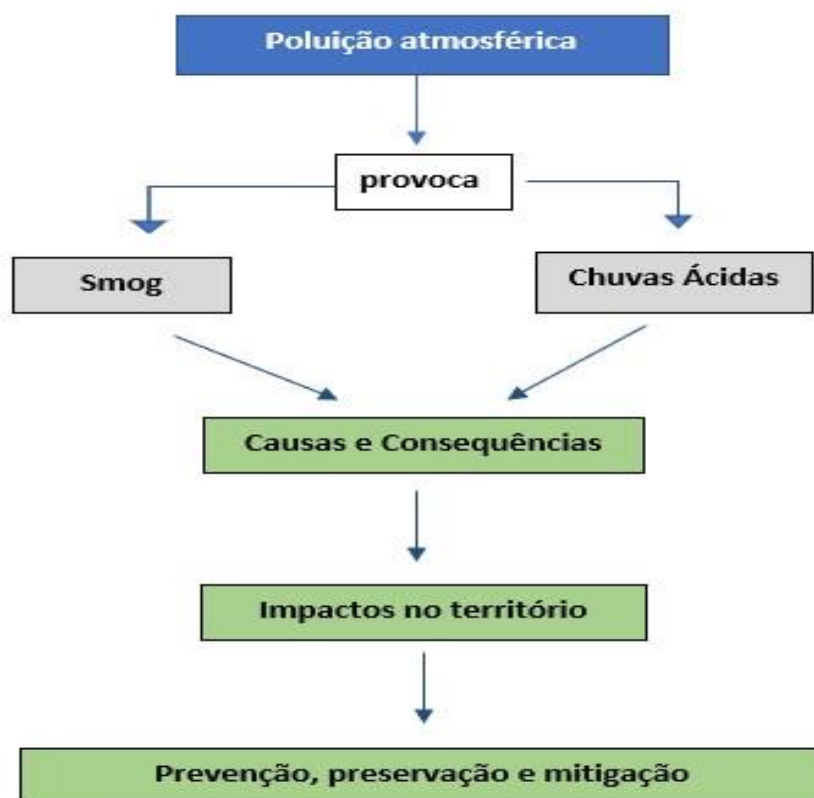 Poluição atmosférica
provoca
Smog
Chuvas Ácidas
Causas e Consequências
Impactos no território
Prevenção, preservação e mitigação